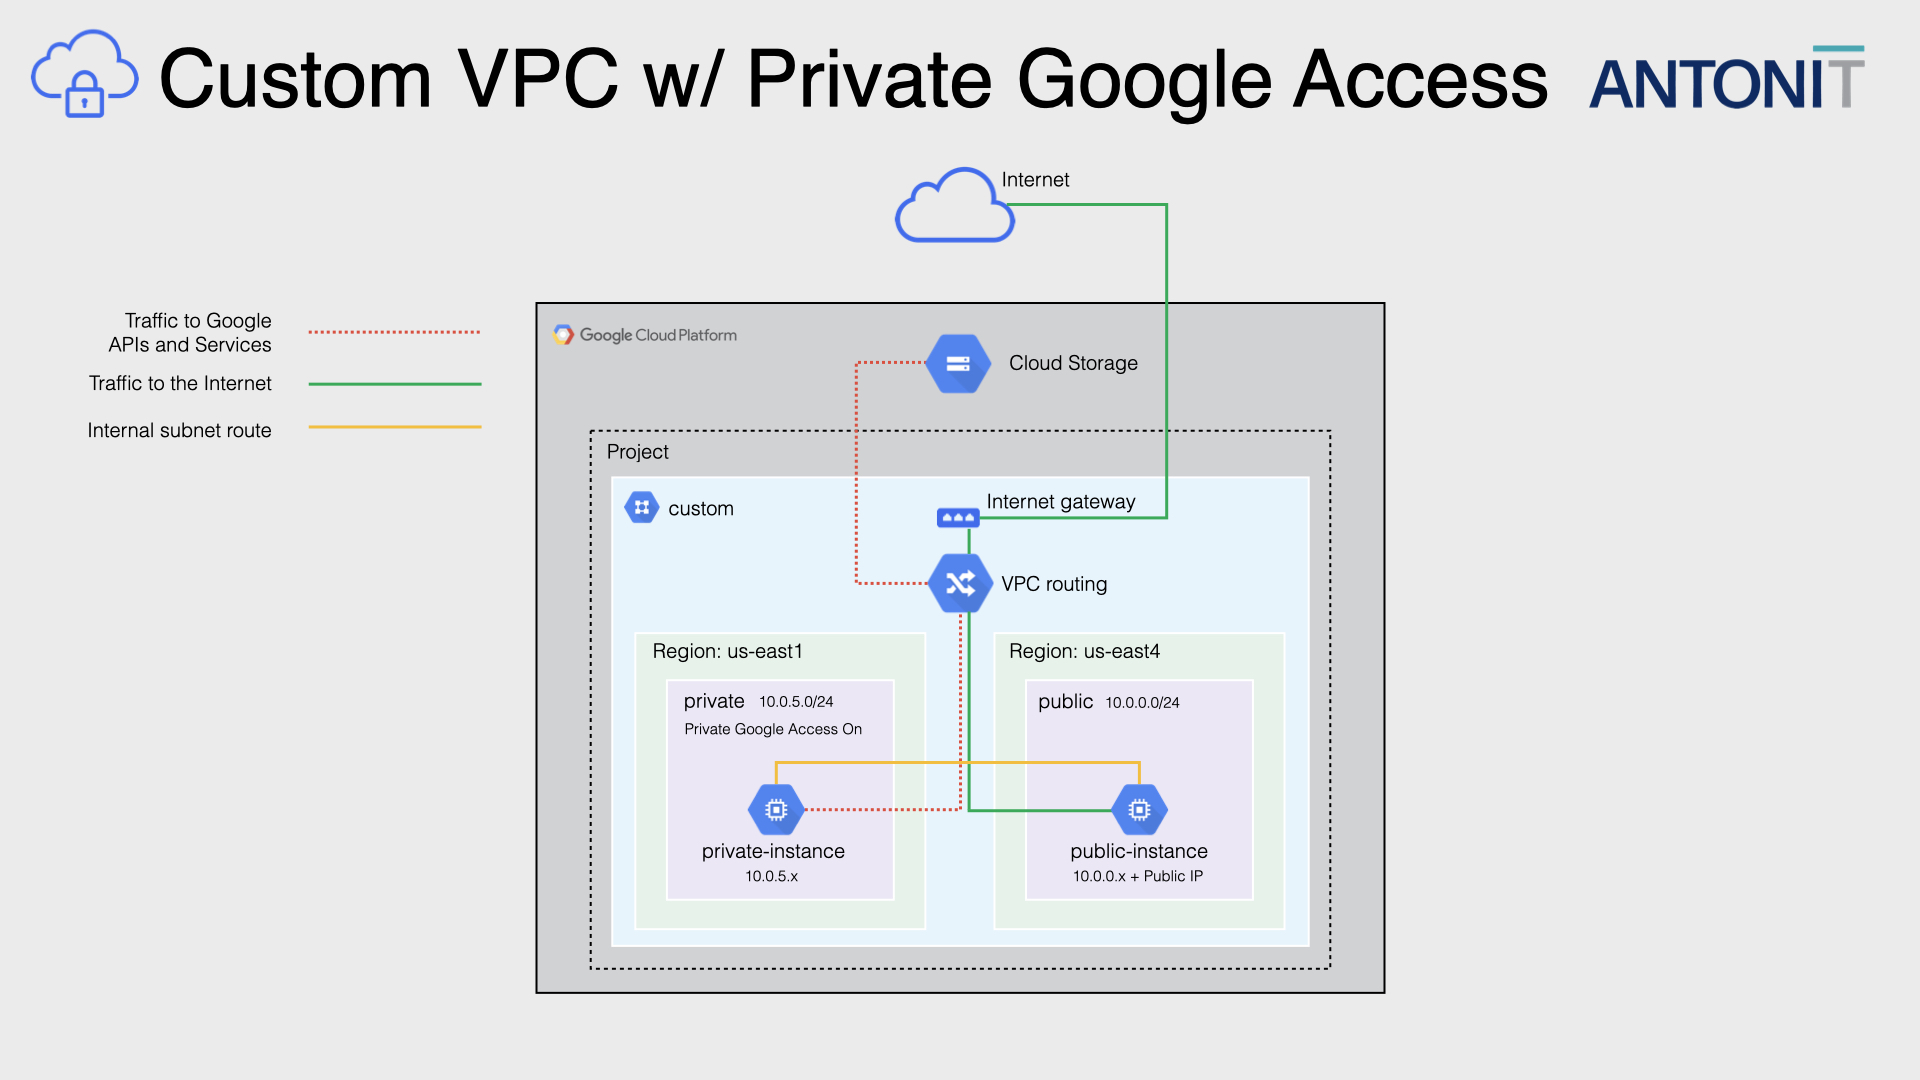 Custom VPC w/ Private Google Access
ANTONIT
Internet
Traffic to Google
APIs and Services
Traffic to the Internet
Internal subnet route
Google Cloud Platform
Cloud Storage
Project
custom
Internet gateway
VPC routing
Region: us-east1
private 10.0.5.0/24
Private Google Access On
private-instance
10.0.5.x
Region: us-east4
public 10.0.0.0/24
public-instance
10.0.0.x + Public IP